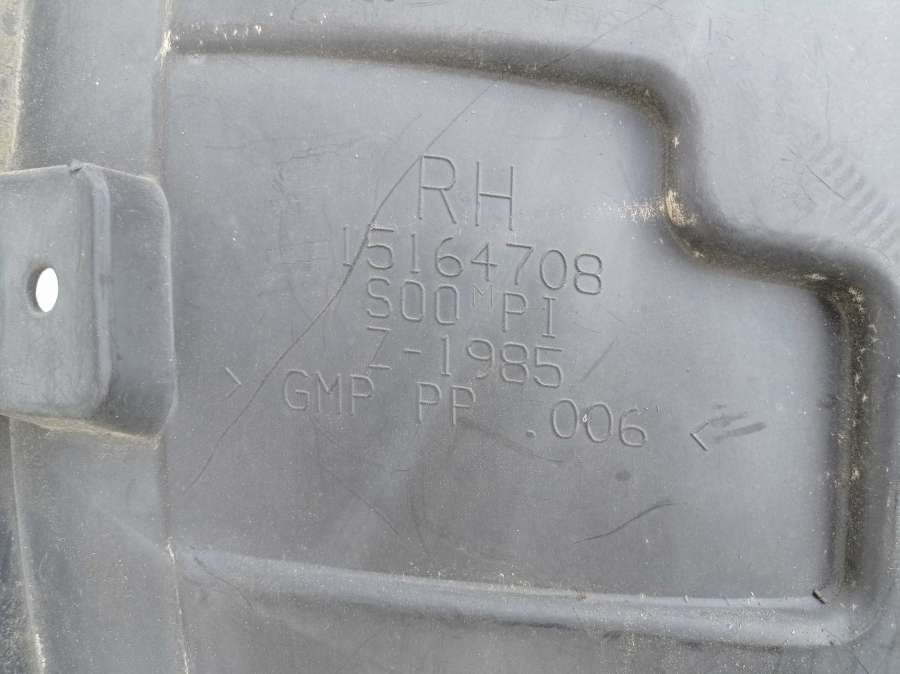 RH
15164708
S00ᴹPI
Z-1985
> GMP PP .006 <